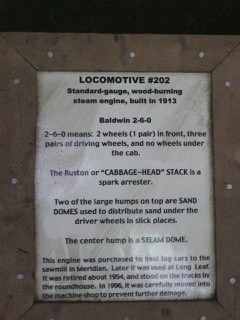 LOCOMOTIVE #202
Standard-gauge, wood-burning
steam engine, built in 1913
Baldwin 2-6-0
2-6-0 means: 2 wheels (1 pair) in front, three
pairs of driving wheels, and no wheels under
the cab.
The Ruston or "CABBAGE-HEAD" STACK is a
spark arrester.
Two of the large humps on top are SAND
DOMES used to distribute sand under the
driver wheels in slick places.
The center hump is a STEAM DOME.
This engine was purchased to haul log cars to the
sawmill in Meridian. Later it was used at Long Leaf.
It was retired about 1954, and stood on the tracks by
the roundhouse. In 1996, it was carefully moved into
the machine shop to prevent further damage.